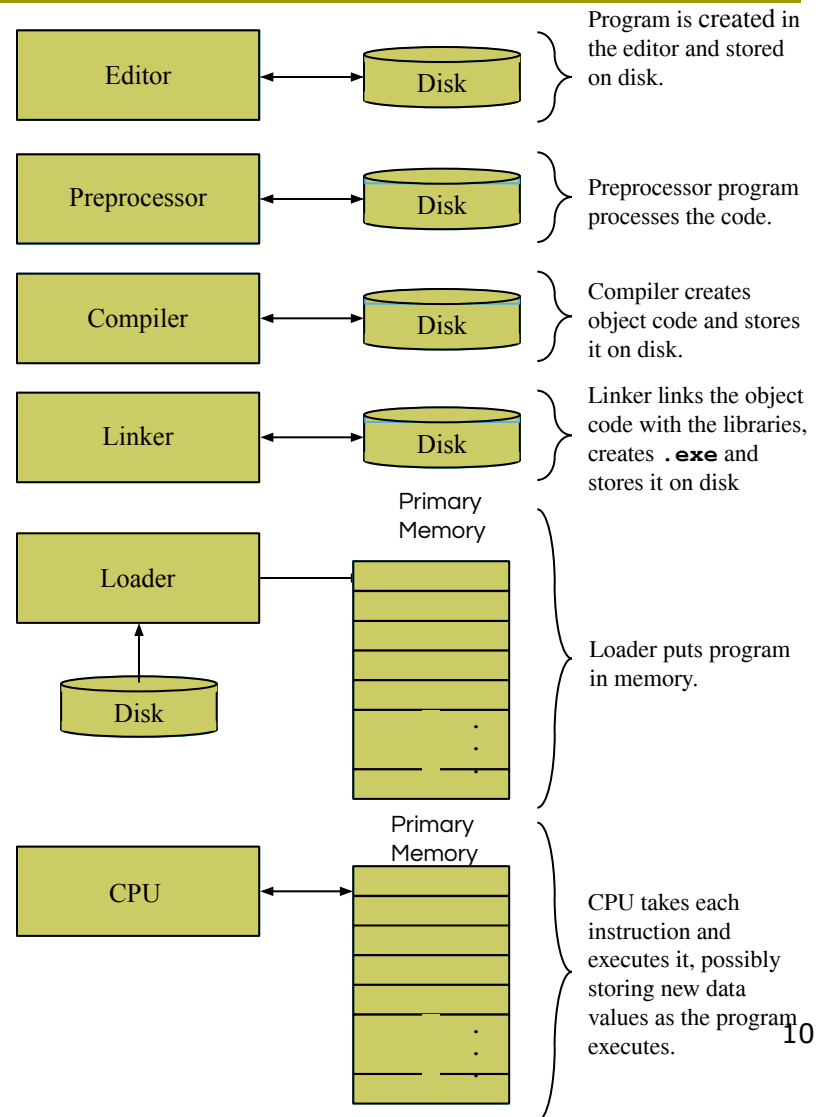 Editor
Disk
Program is created in
the editor and stored
on disk.
Preprocessor
Disk
Preprocessor program
processes the code.
Compiler
Disk
Compiler creates
object code and stores
it on disk.
Linker
Disk
Linker links the object
code with the libraries,
creates .exe and
stores it on disk
Primary
Memory
Loader
Disk
.
.
.
Loader puts program
in memory.
Primary
Memory
CPU
.
.
.
CPU takes each
instruction and
executes it, possibly
storing new data
values as the program
executes.
10